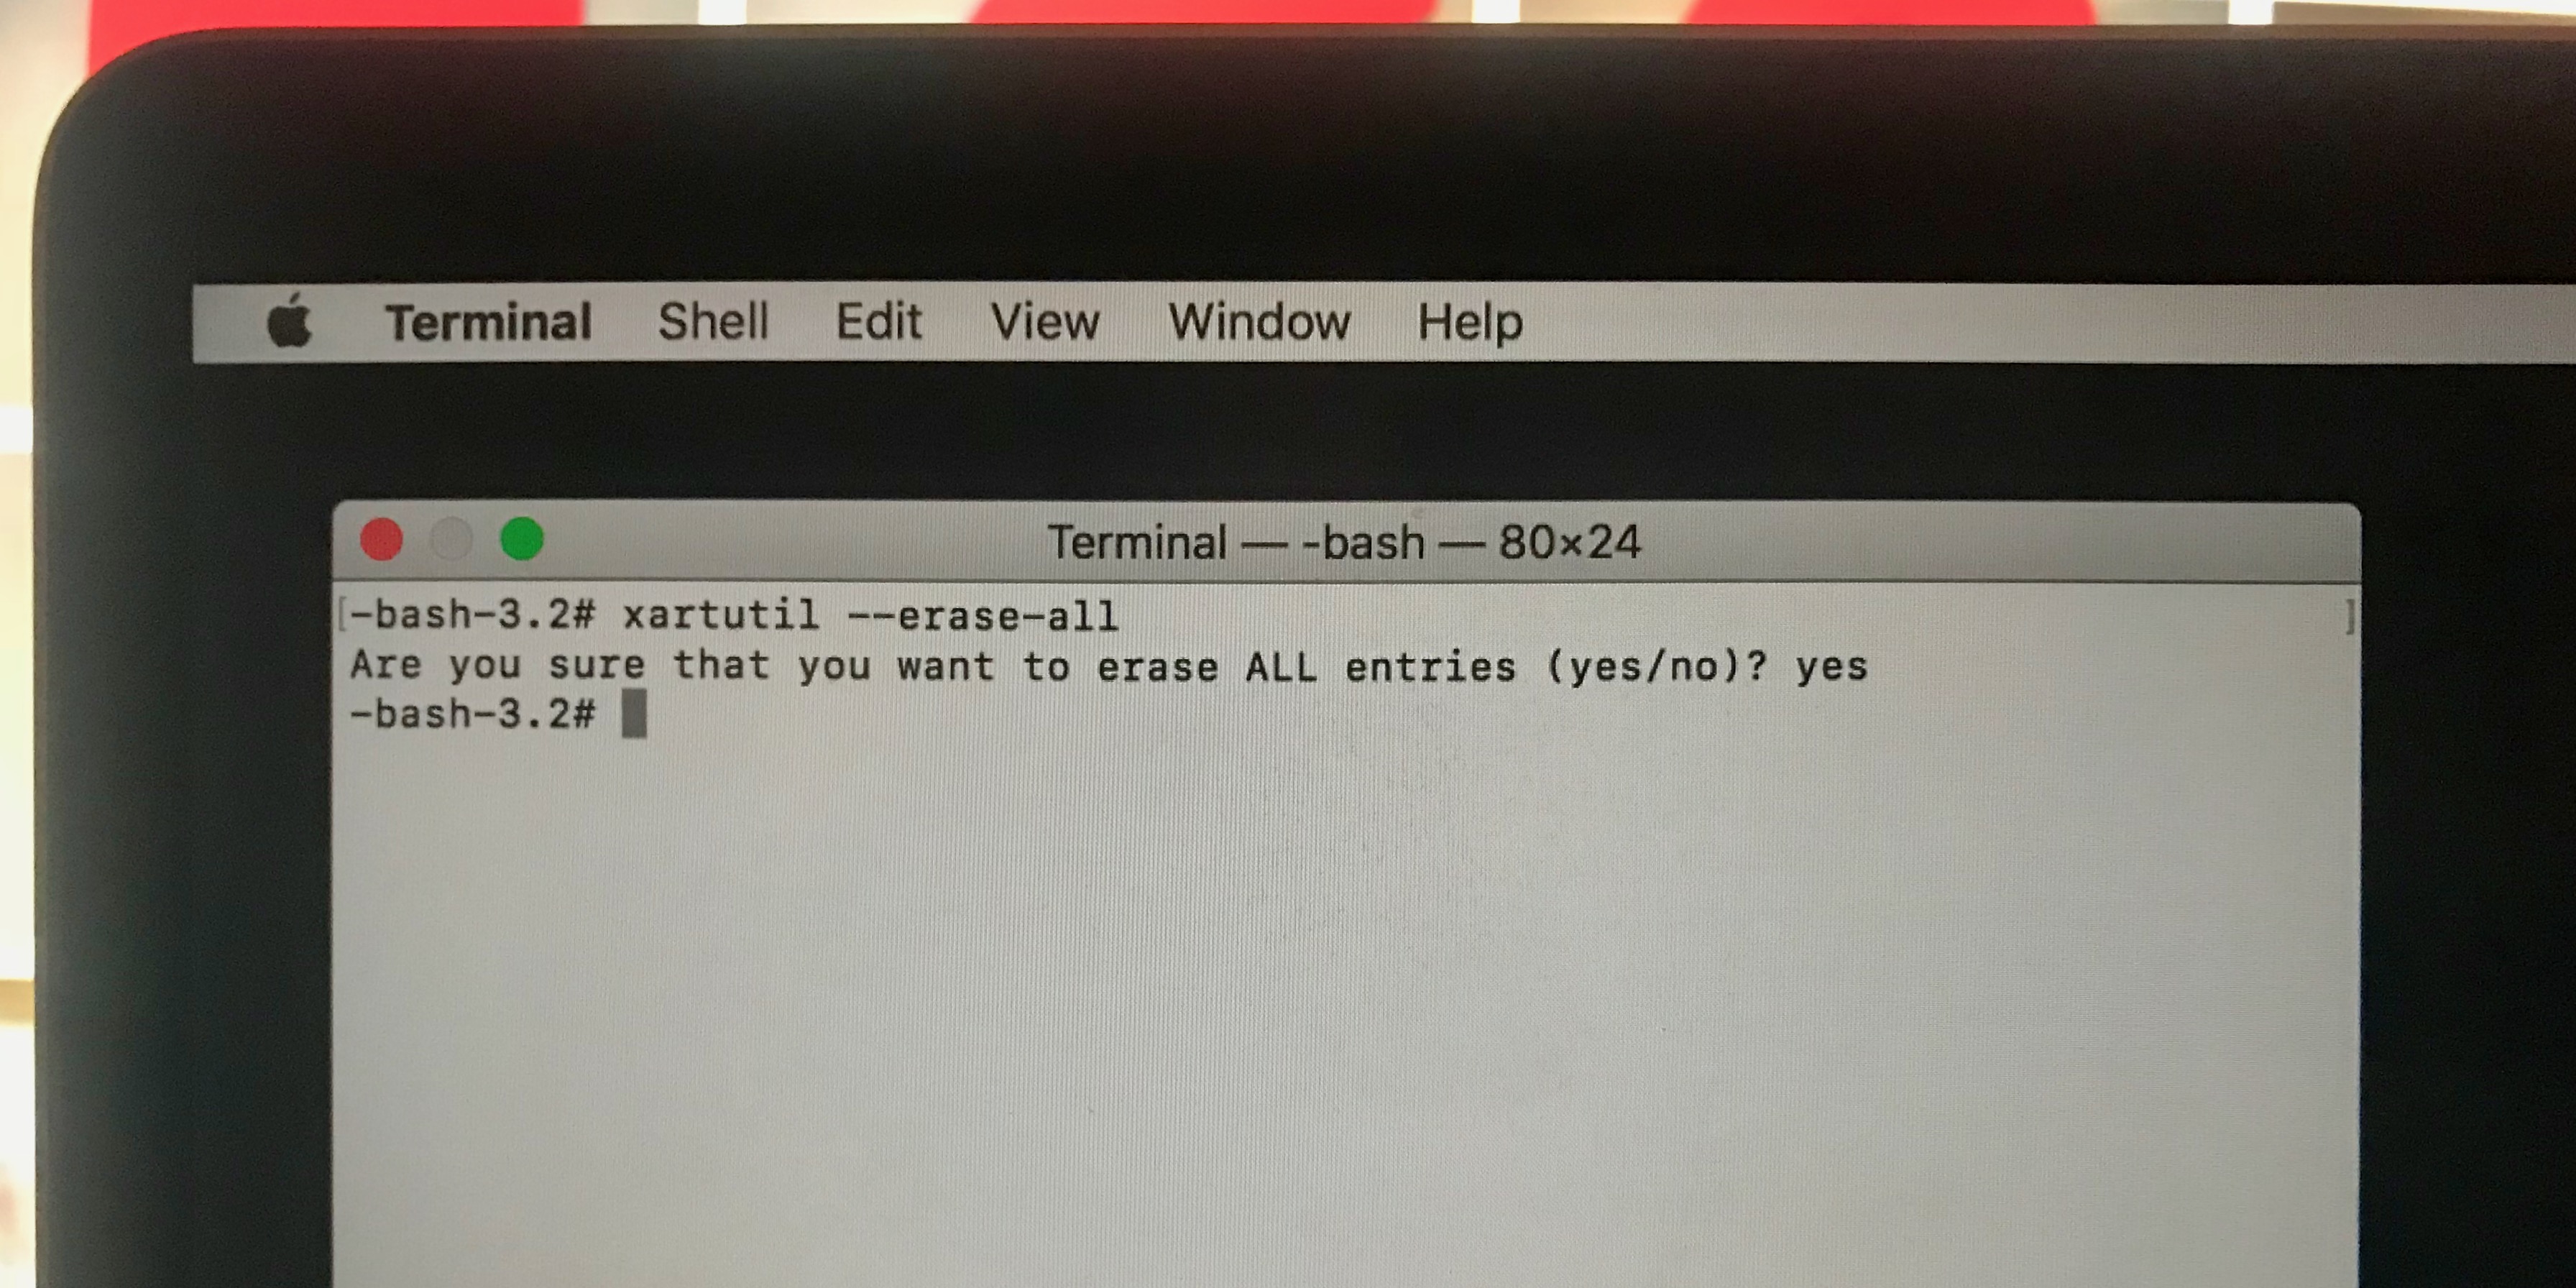 Terminal Shell Edit View Window Help
Terminal — -bash — 80×24
[-bash-3.2# xartutil --erase-all ]
Are you sure that you want to erase ALL entries (yes/no)? yes
-bash-3.2#